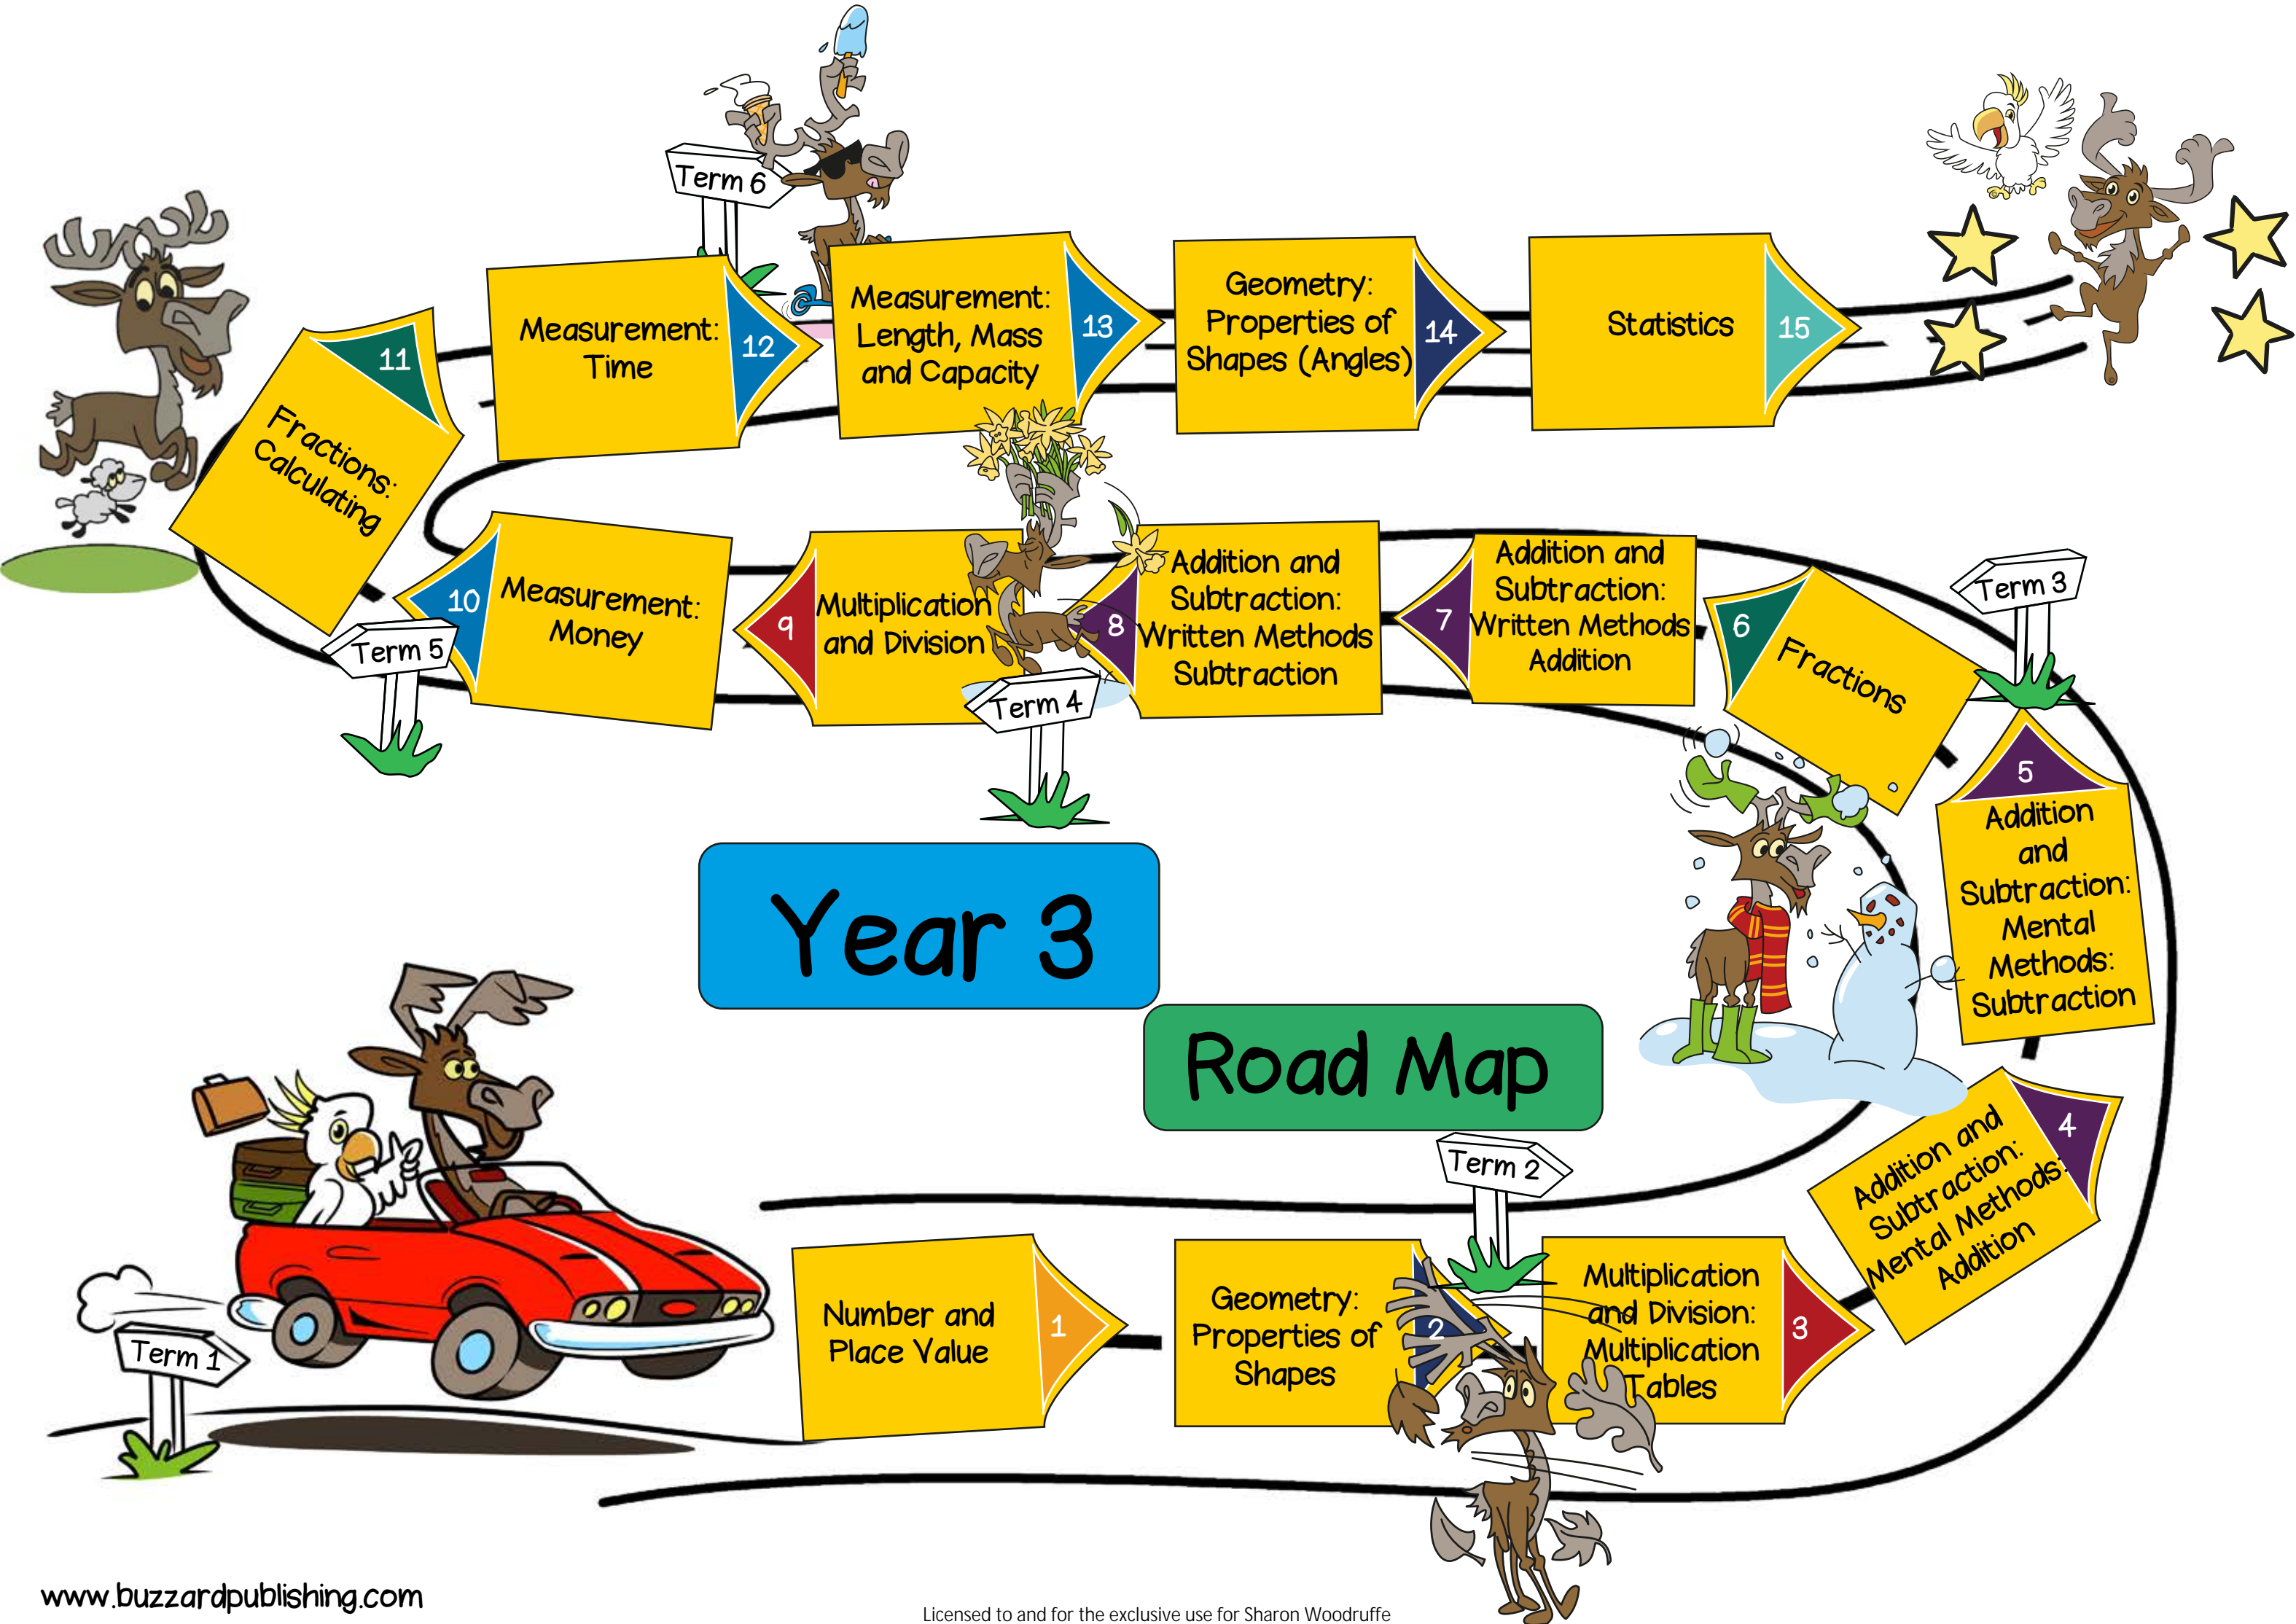 Year 3
Road Map
Term 1
Number and
Place Value
1
Geometry:
Properties of
Shapes
2
Term 2
Multiplication
and Division:
Multiplication
Tables
3
Addition and
Subtraction:
Mental Methods:
Addition
4
5
Addition
and
Subtraction:
Mental
Methods:
Subtraction
Term 3
6
Fractions
7
Addition and
Subtraction:
Written Methods
Addition
8
Addition and
Subtraction:
Written Methods
Subtraction
Term 4
9
Multiplication
and Division
10
Measurement:
Money
Term 5
11
Fractions:
Calculating
Measurement:
Time
12
Term 6
Measurement:
Length, Mass
and Capacity
13
Geometry:
Properties of
Shapes (Angles)
14
Statistics
15
www.buzzardpublishing.com
Licensed to and for the exclusive use for Sharon Woodruffe